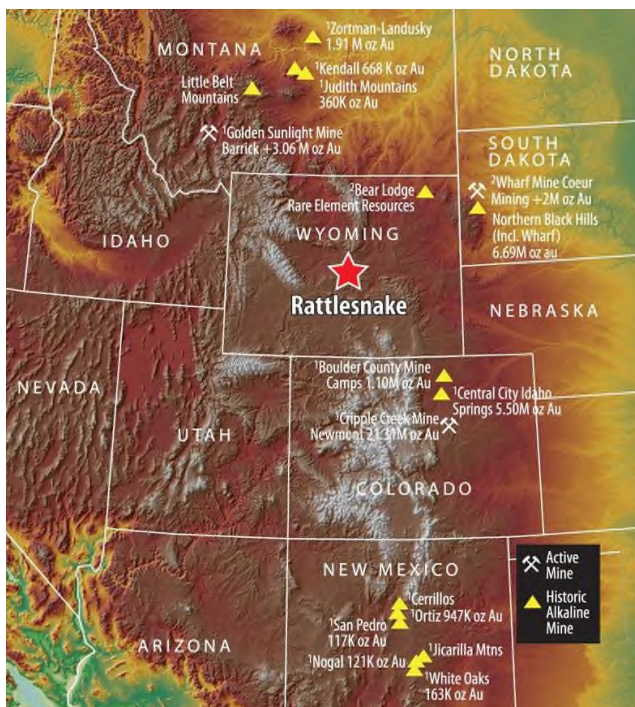 ¹Zortman-Landusky
1.91 M oz Au
MONTANA
NORTH
DAKOTA
¹Kendall 668 K oz Au
Little Belt
Mountains
¹Judith Mountains
360K oz Au
¹Golden Sunlight Mine
Barrick +3.06 M oz Au
SOUTH
DAKOTA
²Wharf Mine Coeur
Mining +2M oz Au
²Bear Lodge
Rare Element Resources
Northern Black Hills
(Incl. Wharf)
6.69M oz au
IDAHO
WYOMING
Rattlesnake
NEBRASKA
¹Boulder County Mine
Camps 1.10M oz Au
NEVADA
¹Central City Idaho
Springs 5.50M oz Au
¹Cripple Creek Mine
Newmont 21.31M oz Au
UTAH
COLORADO
Active
Mine
NEW MEXICO
Historic
Alkaline
Mine
¹Cerrillos
¹Ortiz 947K oz Au
¹San Pedro
117K oz Au
ARIZONA
¹Jicarilla Mtns
¹Nogal 121K oz Au
¹White Oaks
163K oz Au